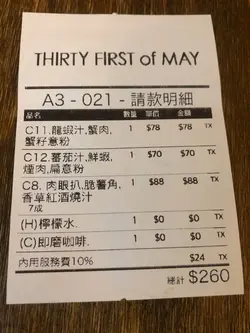 THIRTY FIRST of MAY
A3 - 021 - 請款明細
品名 數量 單價 金額
C11. 龍蝦汁,蟹肉, 1 $78 $78 TX
蟹籽意粉
C12. 蕃茄汁,鮮蝦, 1 $70 $70 TX
煙肉,扁意粉
C8. 肉眼扒,脆薯角, 1 $88 $88 TX
香草紅酒燒汁
7成
(H)檸檬水. 1 $0 $0 TX
(C)即磨咖啡. 1 $0 $0 TX
內用服務費10% $24 TX
總計 $260